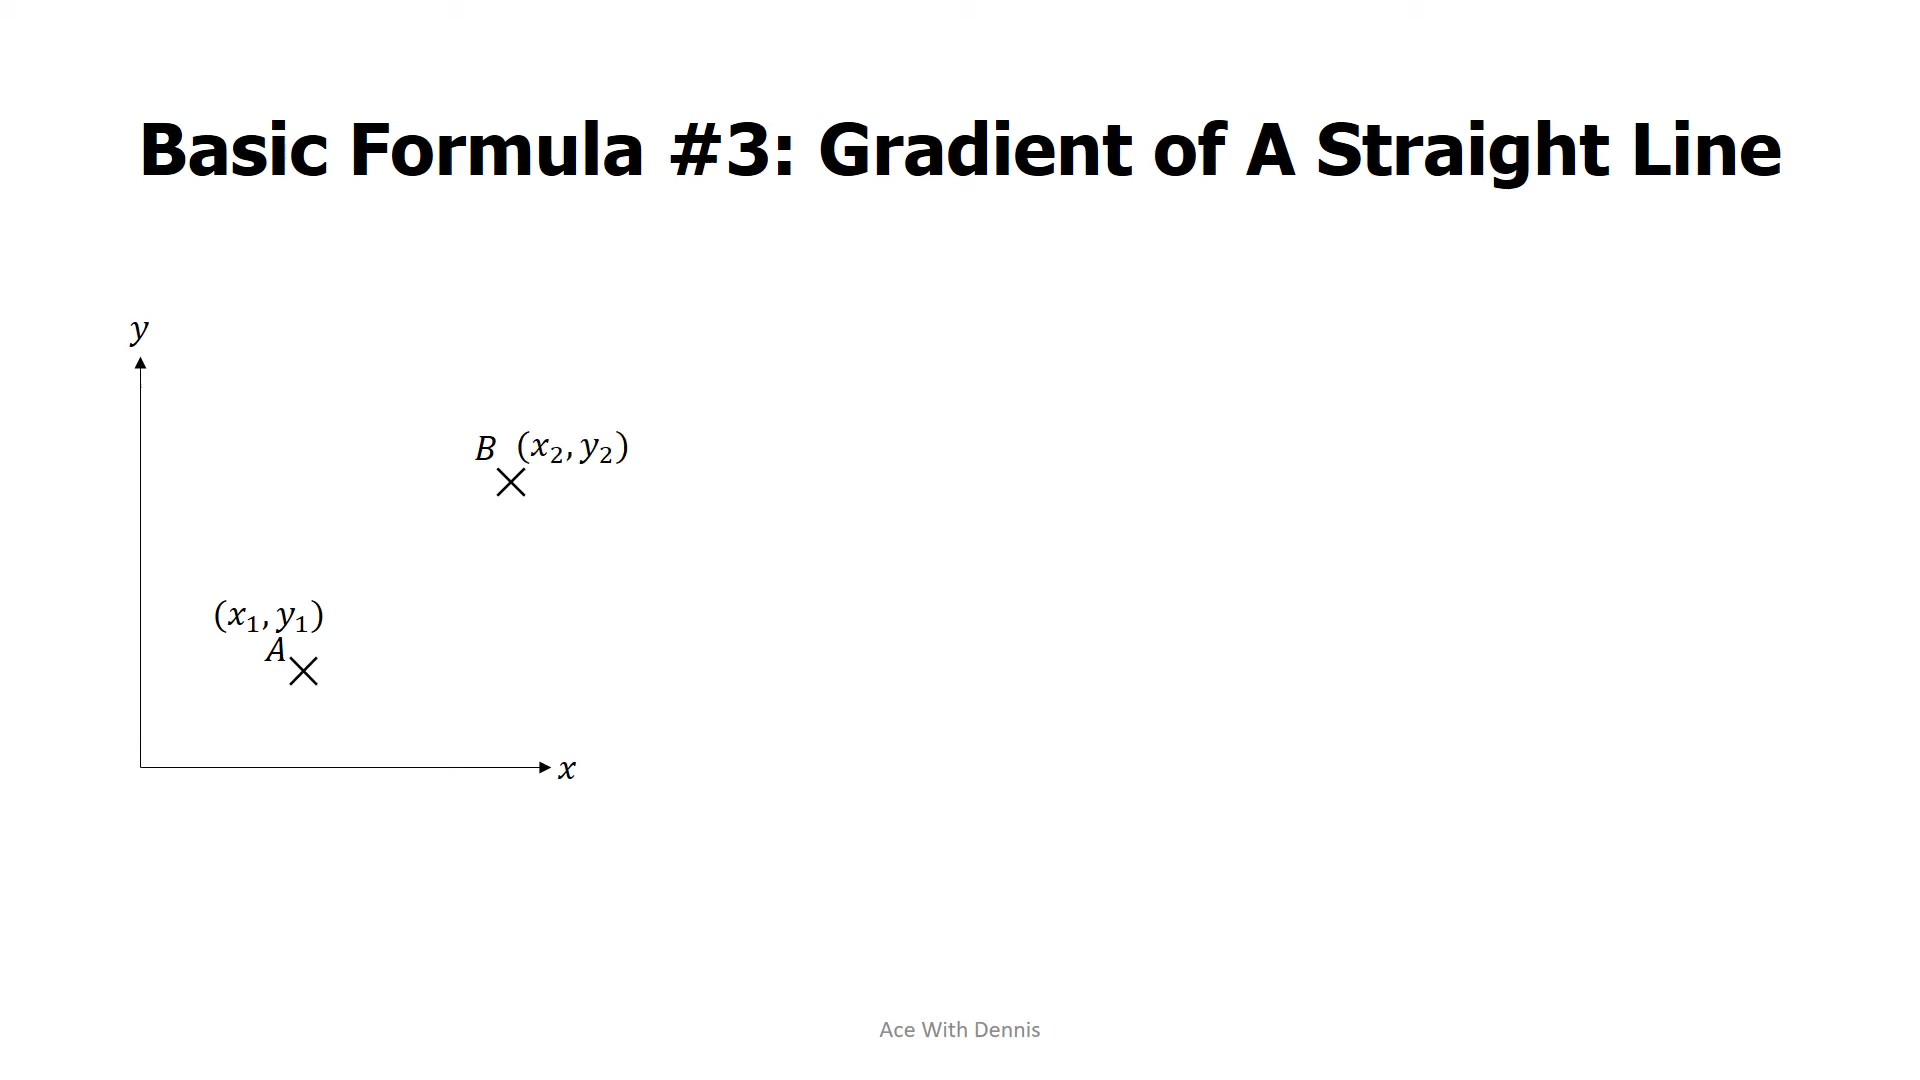 Basic Formula #3: Gradient of A Straight Line
y
B (x₂, y₂)
(x₁, y₁)
A
x
Ace With Dennis